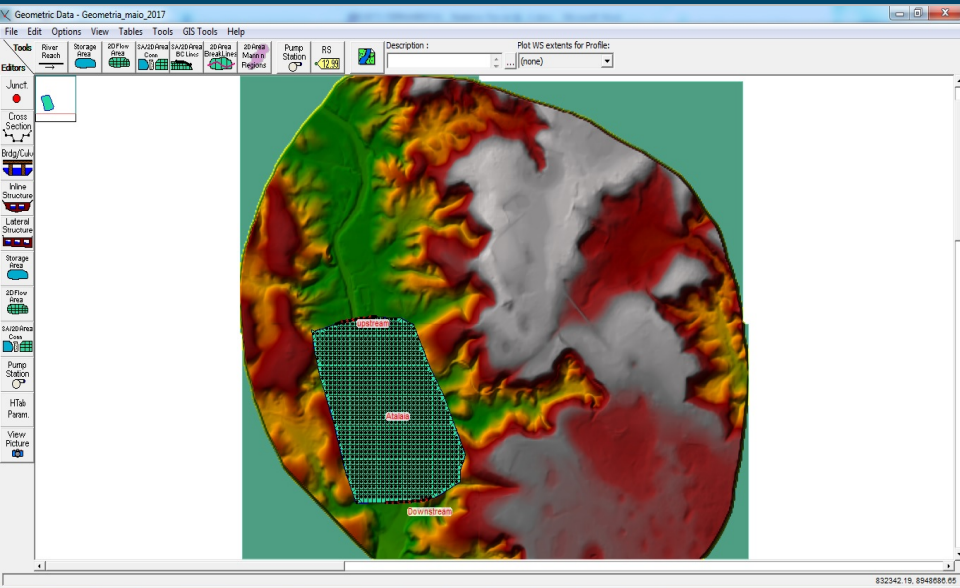 Geometric Data - Geometria_maio_2017
File Edit Options View Tables Tools GIS Tools Help
Tools
Editors
River Reach
Storage Area
2D Flow Area
SA/2D Area Conn
SA/2D Area BC Lines
2D Area BreakLines
2D Area Mann n Regions
Pump Station
RS
12.99
Description :
...
Plot WS extents for Profile:
(none)
Junct.
Cross Section
Brdg/Culv
Inline Structure
Lateral Structure
Storage Area
2D Flow Area
SA/2D Area Conn
Pump Station
HTab Param.
View Picture
upstream
Atalaia
Downstream
832342.19, 8948686.65